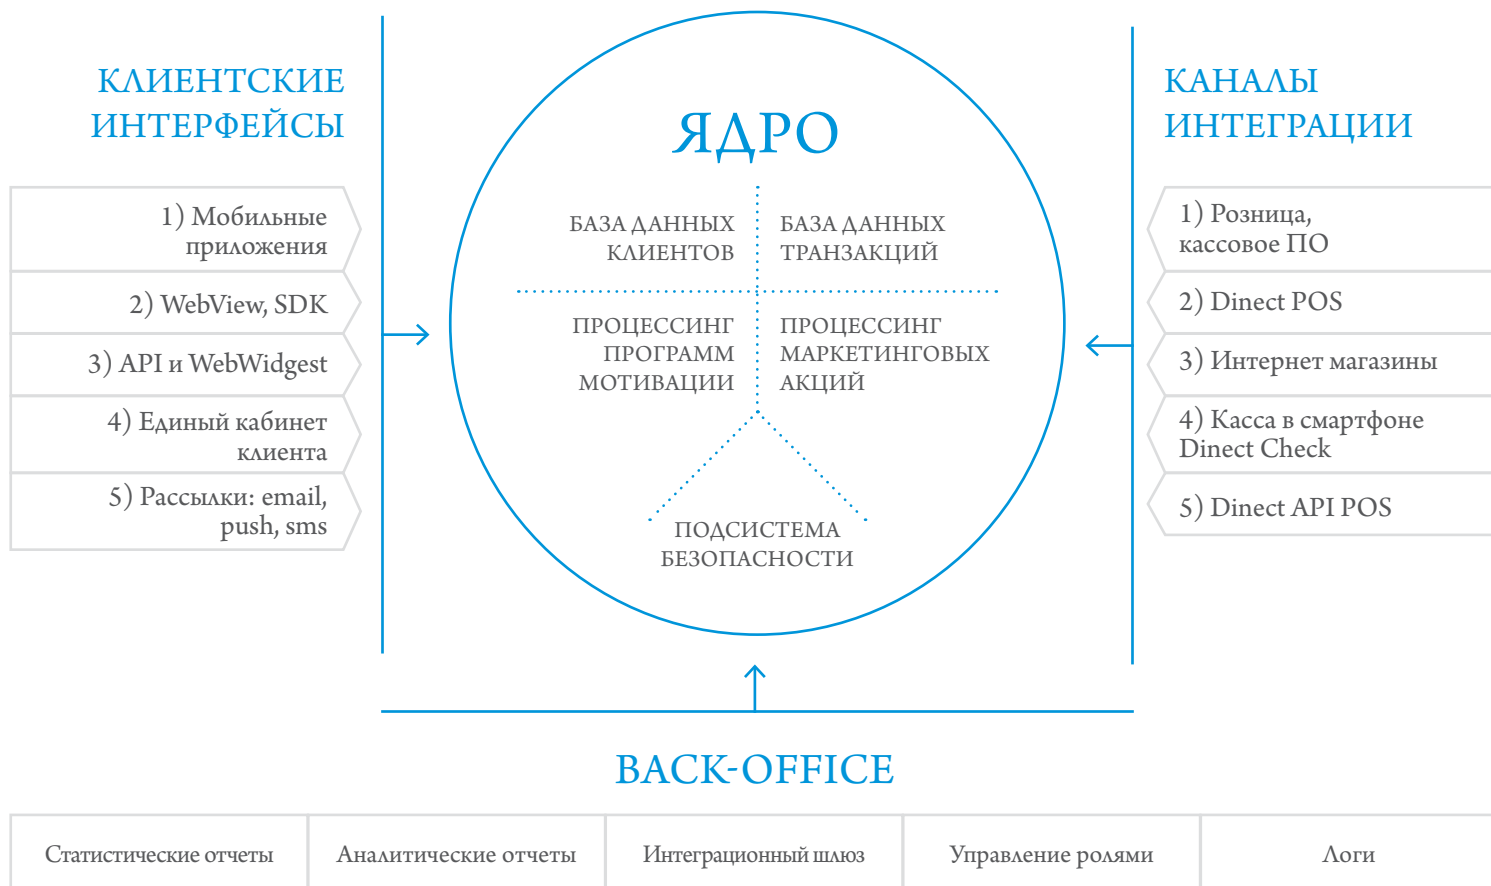 КЛИЕНТСКИЕ
ИНТЕРФЕЙСЫ
1) Мобильные
приложения
2) WebView, SDK
3) API и WebWidgest
4) Единый кабинет
клиента
5) Рассылки: email,
push, sms
ЯДРО
БАЗА ДАННЫХ
КЛИЕНТОВ
БАЗА ДАННЫХ
ТРАНЗАКЦИЙ
ПРОЦЕССИНГ
ПРОГРАММ
МОТИВАЦИИ
ПРОЦЕССИНГ
МАРКЕТИНГОВЫХ
АКЦИЙ
ПОДСИСТЕМА
БЕЗОПАСНОСТИ
КАНАЛЫ
ИНТЕГРАЦИИ
1) Розница,
кассовое ПО
2) Dinect POS
3) Интернет магазины
4) Касса в смартфоне
Dinect Check
5) Dinect API POS
BACK-OFFICE
Статистические отчеты
Аналитические отчеты
Интеграционный шлюз
Управление ролями
Логи